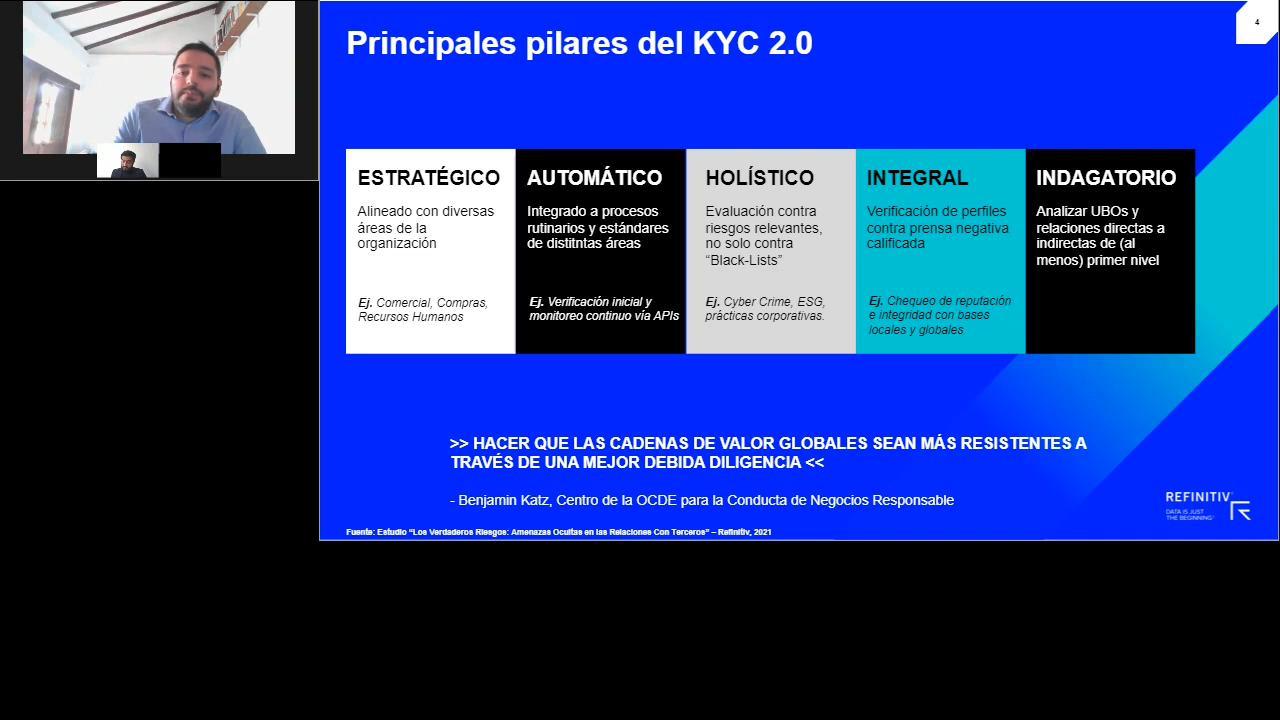 4
Principales pilares del KYC 2.0
ESTRATÉGICO
Alineado con diversas
áreas de la
organización
Ej. Comercial, Compras,
Recursos Humanos
AUTOMÁTICO
Integrado a procesos
rutinarios y estándares
de distitntas áreas
Ej. Verificación inicial y
monitoreo continuo vía APIs
HOLÍSTICO
Evaluación contra
riesgos relevantes,
no solo contra
“Black-Lists”
Ej. Cyber Crime, ESG,
prácticas corporativas.
INTEGRAL
Verificación de perfiles
contra prensa negativa
calificada
Ej. Chequeo de reputación
e integridad con bases
locales y globales
INDAGATORIO
Analizar UBOs y
relaciones directas a
indirectas de (al
menos) primer nivel
>> HACER QUE LAS CADENAS DE VALOR GLOBALES SEAN MÁS RESISTENTES A
TRAVÉS DE UNA MEJOR DEBIDA DILIGENCIA <<
- Benjamin Katz, Centro de la OCDE para la Conducta de Negocios Responsable
REFINITIV
DATA IS JUST
THE BEGINNING
Fuente: Estudio “Los Verdaderos Riesgos: Amenazas Ocultas en las Relaciones Con Terceros” – Refinitiv, 2021